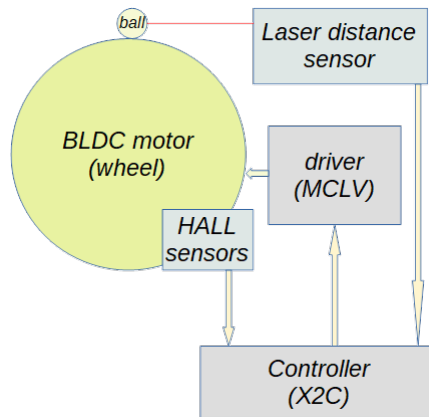 ball
Laser distance
sensor
BLDC motor
(wheel)
driver
(MCLV)
HALL
sensors
Controller
(X2C)